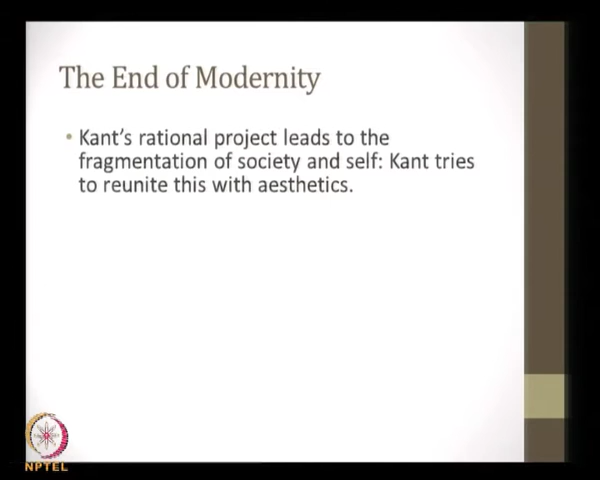 The End of Modernity
• Kant's rational project leads to the
fragmentation of society and self: Kant tries
to reunite this with aesthetics.
NPTEL